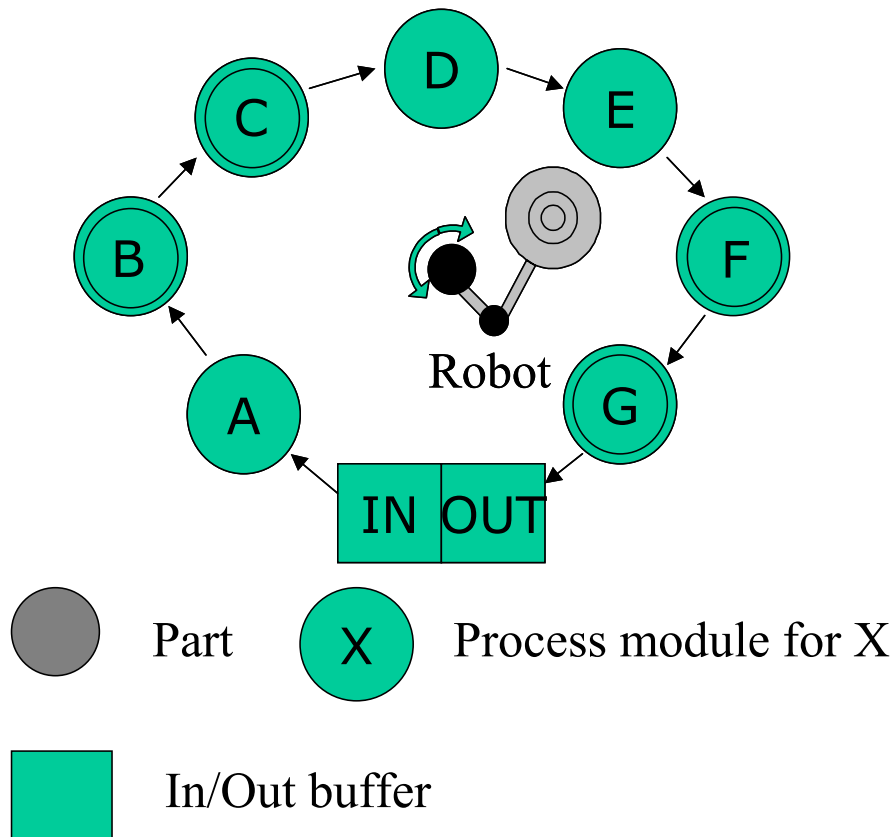 D
C
E
B
F
Robot
A
G
IN OUT
Part
X
Process module for X
In/Out buffer